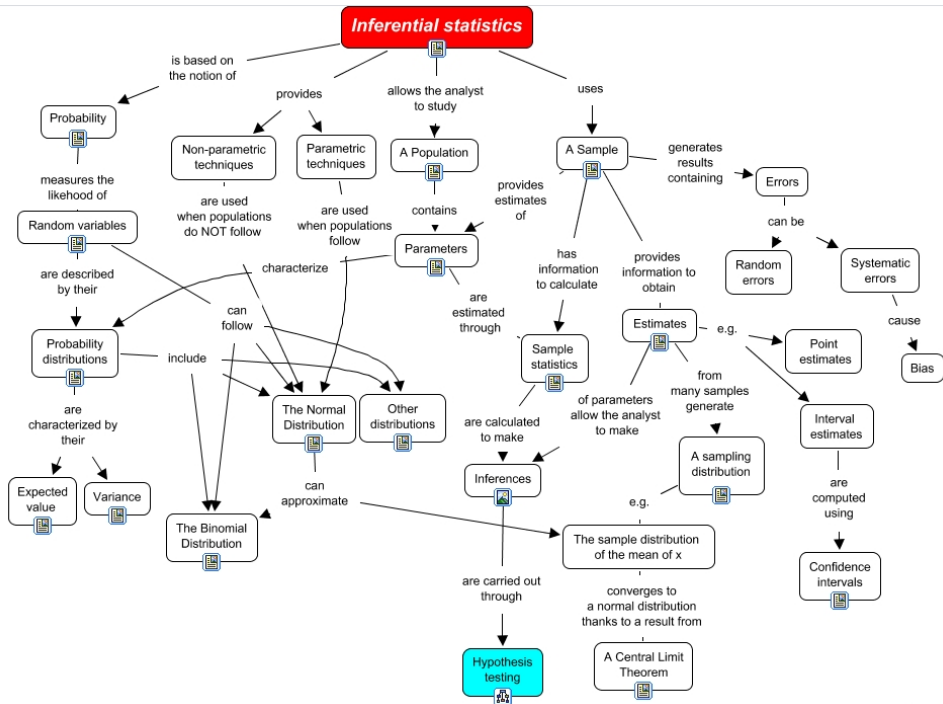 Inferential statistics
is based on
the notion of
provides
allows the analyst
to study
uses
Probability
Non-parametric
techniques
Parametric
techniques
A Population
A Sample
generates
results
containing
Errors
measures the
likehood of
are used
when populations
do NOT follow
are used
when populations
follow
contains
provides
estimates
of
can be
Random variables
Parameters
characterize
has
information
to calculate
provides
information to
obtain
Random
errors
Systematic
errors
are described
by their
can
follow
are
estimated
through
cause
Probability
distributions
include
Sample
statistics
Estimates
e.g.
Point
estimates
Bias
are
characterized by
their
The Normal
Distribution
Other
distributions
are calculated
to make
of parameters
allow the analyst
to make
from
many samples
generate
Interval
estimates
Expected
value
Variance
can
approximate
Inferences
A sampling
distribution
are
computed
using
The Binomial
Distribution
e.g.
The sample distribution
of the mean of x
Confidence
intervals
are carried out
through
converges to
a normal distribution
thanks to a result from
Hypothesis
testing
A Central Limit
Theorem